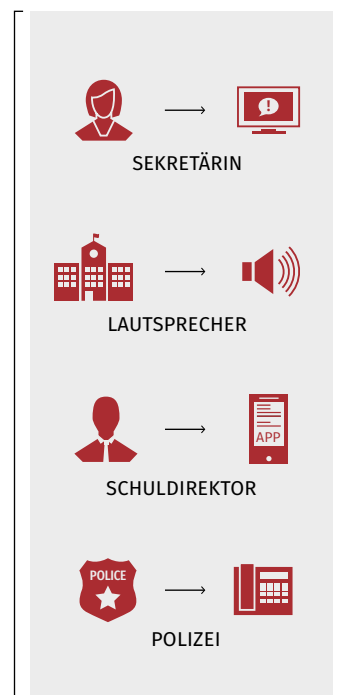 !
SEKRETÄRIN
LAUTSPRECHER
APP
SCHULDIREKTOR
POLICE
POLIZEI